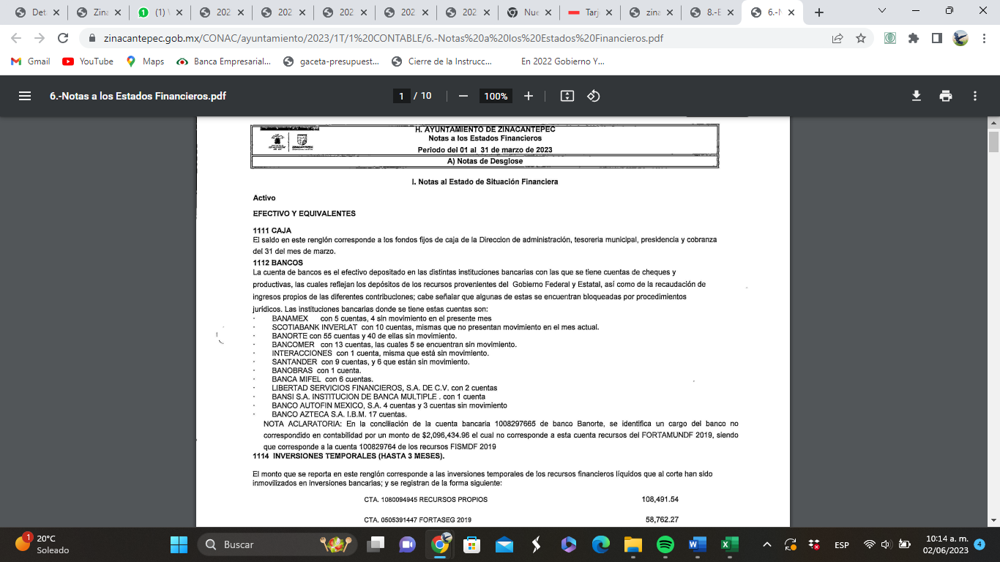 Det
Zina
(1) \
202
202
202
202
202
Nue
Tarj
zina
8.-E
6.-N
zinacantepec.gob.mx/CONAC/ayuntamiento/2023/1T/1%20CONTABLE/6.-Notas%20a%20los%20Estados%20Financieros.pdf
Gmail
YouTube
Maps
Banca Empresarial...
gaceta-presupuest...
Cierre de la Instrucc...
En 2022 Gobierno Y...
6.-Notas a los Estados Financieros.pdf
1 / 10
100%
H. AYUNTAMIENTO DE ZINACANTEPEC
Notas a los Estados Financieros
Periodo del 01 al 31 de marzo de 2023
A) Notas de Desglose
I. Notas al Estado de Situación Financiera
Activo
EFECTIVO Y EQUIVALENTES
1111 CAJA
El saldo en este renglón corresponde a los fondos fijos de caja de la Direccion de administración, tesoreria municipal, presidencia y cobranza
del 31 del mes de marzo.
1112 BANCOS
La cuenta de bancos es el efectivo depositado en las distintas instituciones bancarias con las que se tiene cuentas de cheques y
productivas, las cuales reflejan los depósitos de los recursos provenientes del Gobierno Federal y Estatal, así como de la recaudación de
ingresos propios de las diferentes contribuciones; cabe señalar que algunas de estas se encuentran bloqueadas por procedimientos
jurídicos. Las instituciones bancarias donde se tiene estas cuentas son:
· BANAMEX con 5 cuentas, 4 sin movimiento en el presente mes
· SCOTIABANK INVERLAT con 10 cuentas, mismas que no presentan movimiento en el mes actual.
· BANORTE con 55 cuentas y 40 de ellas sin movimiento.
· BANCOMER con 13 cuentas, las cuales 5 se encuentran sin movimiento.
· INTERACCIONES con 1 cuenta, misma que está sin movimiento.
· SANTANDER con 9 cuentas, y 6 que están sin movimiento.
· BANOBRAS con 1 cuenta.
· BANCA MIFEL con 6 cuentas.
· LIBERTAD SERVICIOS FINANCIEROS, S.A. DE C.V. con 2 cuentas
· BANSI S.A. INSTITUCION DE BANCA MULTIPLE . con 1 cuenta
· BANCO AUTOFIN MEXICO, S.A. 4 cuentas y 3 cuentas sin movimiento
· BANCO AZTECA S.A. I.B.M. 17 cuentas.
NOTA ACLARATORIA: En la conciliación de la cuenta bancaria 1008297665 de banco Banorte, se identifica un cargo del banco no
correspondido en contabilidad por un monto de $2,096,434.96 el cual no corresponde a esta cuenta recursos del FORTAMUNDF 2019, siendo
que corresponde a la cuenta 100829764 de los recursos FISMDF 2019
1114 INVERSIONES TEMPORALES (HASTA 3 MESES).
El monto que se reporta en este renglón corresponde a las inversiones temporales de los recursos financieros líquidos que al corte han sido
inmovilizados en inversiones bancarias; y se registran de la forma siguiente:
CTA. 1080094945 RECURSOS PROPIOS 108,491.54
CTA. 0505391447 FORTASEG 2019 58,762.27
1
20°C
Soleado
Buscar
ESP
10:14 a. m.
02/06/2023
4